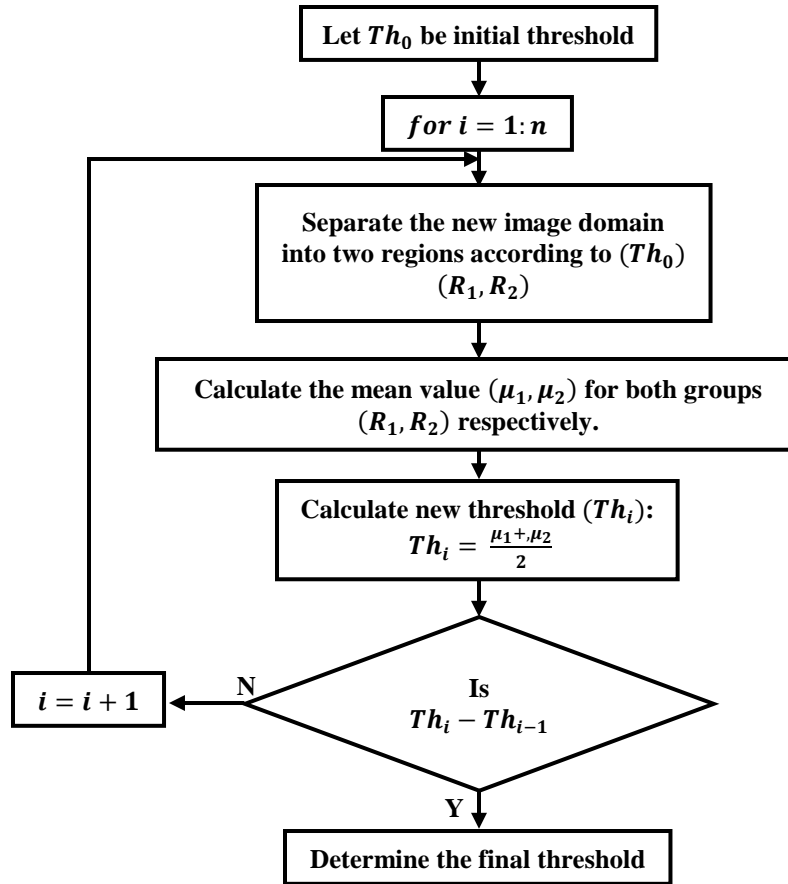 Let Th₀ be initial threshold
for i = 1: n
Separate the new image domain
into two regions according to (Th₀)
(R₁, R₂)
Calculate the mean value (μ₁, μ₂) for both groups
(R₁, R₂) respectively.
Calculate new threshold (Thᵢ):
Thᵢ = μ₁+,μ₂/2
Is
Thᵢ − Thᵢ₋₁
N
i = i + 1
Y
Determine the final threshold